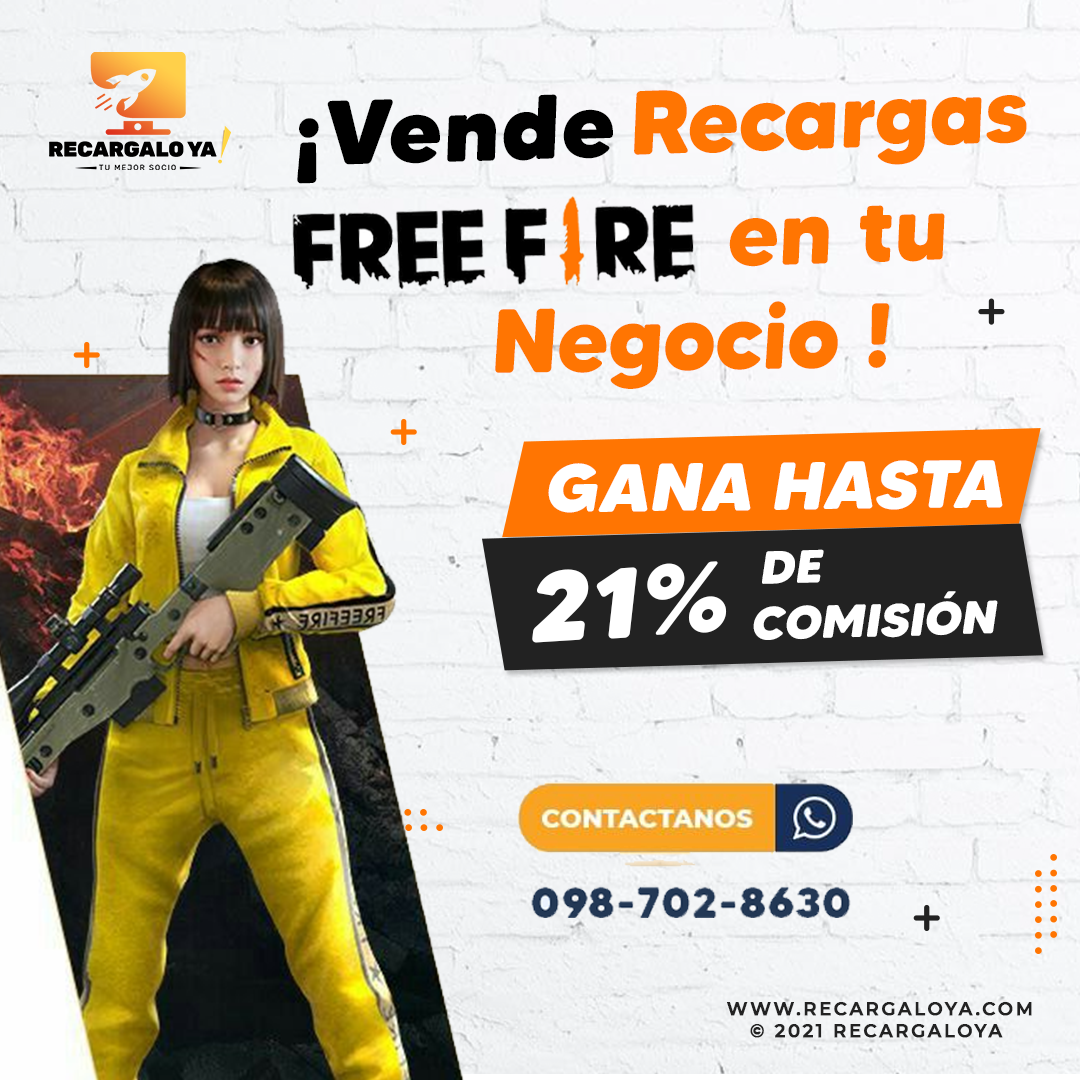 RECARGALO YA!
TU MEJOR SOCIO
¡Vende Recargas
FREE FIRE en tu
Negocio !
GANA HASTA
21% DE
COMISIÓN
FREEFIRE
CONTACTANOS
098-702-8630
WWW.RECARGALOYA.COM
© 2021 RECARGALOYA